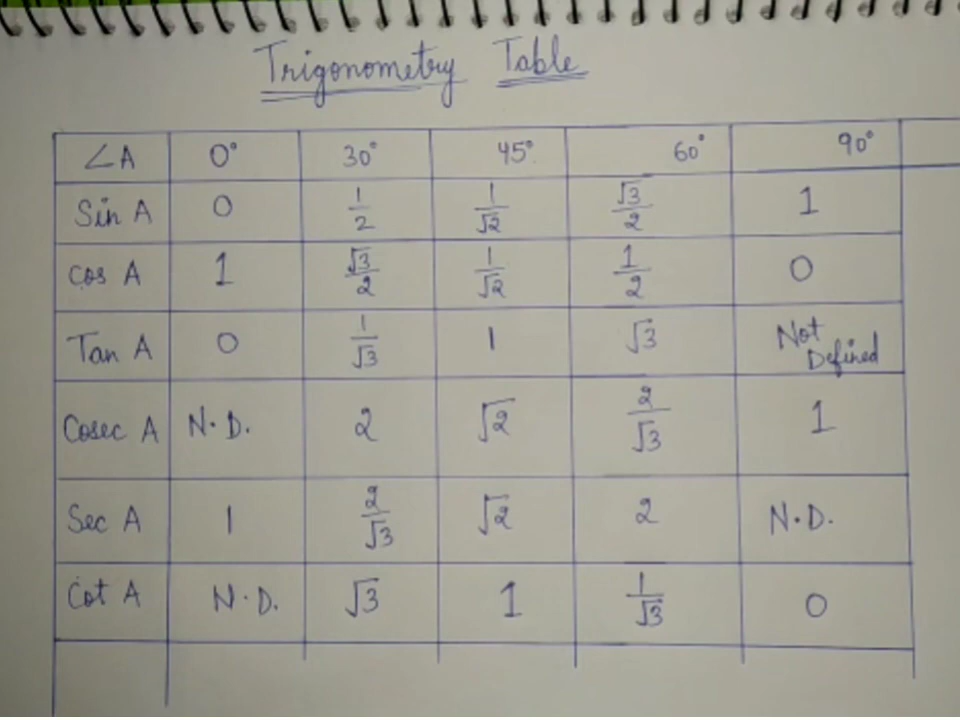 Trigonometry Table
∠A 0° 30° 45° 60° 90°
Sin A 0 1/2 1/√2 √3/2 1
Cos A 1 √3/2 1/√2 1/2 0
Tan A 0 1/√3 1 √3 Not Defined
Cosec A N.D. 2 √2 2/√3 1
Sec A 1 2/√3 √2 2 N.D.
Cot A N.D. √3 1 1/√3 0